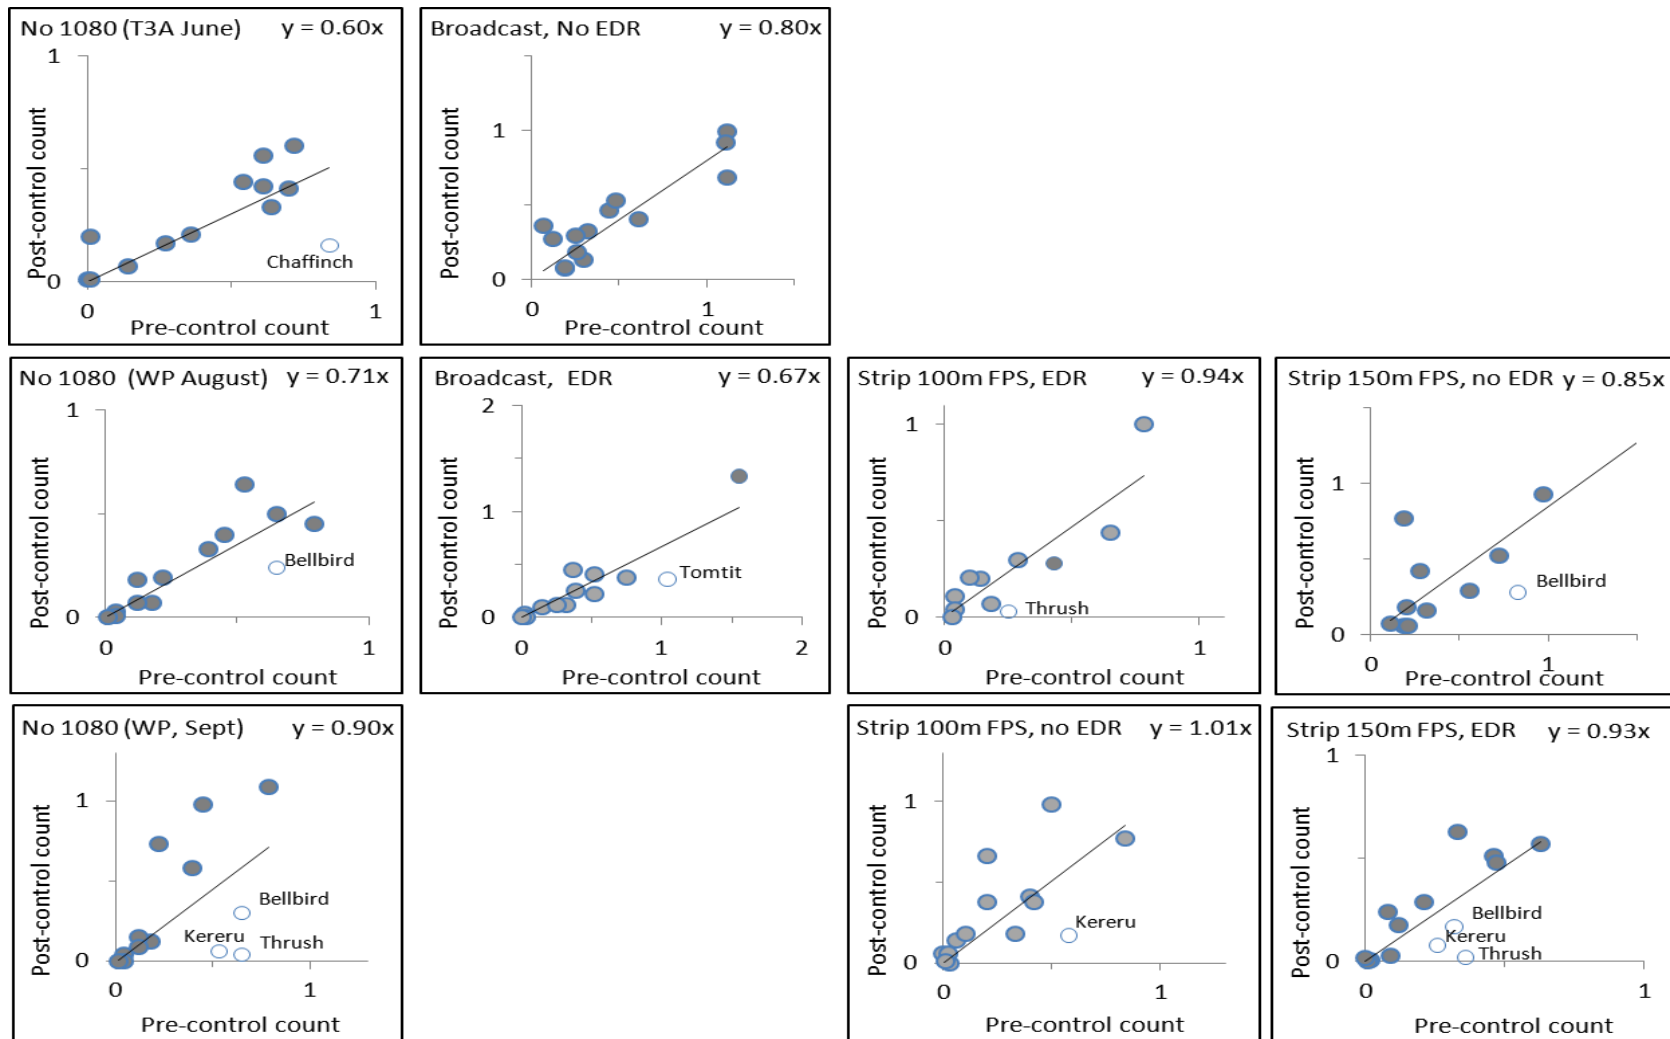 No 1080 (T3A June) y = 0.60x
1
Post-control count
0
Chaffinch
0 1
Pre-control count
Broadcast, No EDR y = 0.80x
1
Post-control count
0
0 1
Pre-control count
No 1080 (WP August) y = 0.71x
1
Post-control count
Bellbird
0
0 1
Pre-control count
Broadcast, EDR y = 0.67x
2
Post-control count
1
Tomtit
0
0 1 2
Pre-control count
Strip 100m FPS, EDR y = 0.94x
1
Post-control count
Thrush
0
0 1
Pre-control count
Strip 150m FPS, no EDR y = 0.85x
1
Post-control count
Bellbird
0
0 1
Pre-control count
No 1080 (WP, Sept) y = 0.90x
1
Post-control count
Bellbird
Kereru Thrush
0
0 1
Pre-control count
Strip 100m FPS, no EDR y = 1.01x
1
Post-control count
Kereru
0
0 1
Pre-control count
Strip 150m FPS, EDR y = 0.93x
1
Post-control count
Bellbird
Kereru
Thrush
0
0 1
Pre-control count